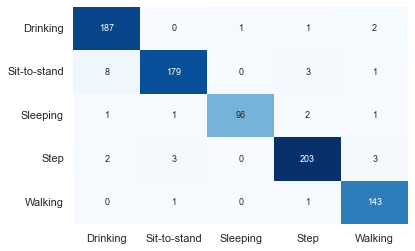 Drinking 187 0 1 1 2
Sit-to-stand 8 179 0 3 1
Sleeping 1 1 96 2 1
Step 2 3 0 203 3
Walking 0 1 0 1 143
Drinking Sit-to-stand Sleeping Step Walking